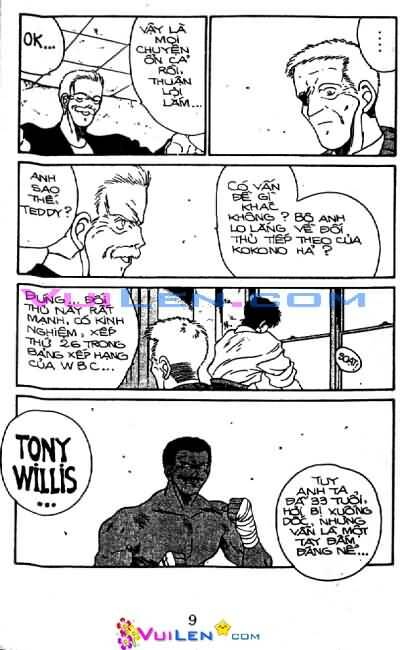 OK...
VẬY LÀ
MỌI
CHUYỆN
ỔN CẢ
RỒI,
THUẬN
LỢI
LẮM...
...
ANH
SAO
THẾ,
TEDDY?
CÓ VẤN
ĐỀ GÌ
KHÁC
KHÔNG? BỘ ANH
LO LẮNG VỀ ĐỐI
THỦ TIẾP THEO CỦA
KOKONO HẢ?
VUILEN.COM
ĐÚNG... ĐỐI
THỦ NÀY RẤT
MẠNH, CÓ KINH
NGHIỆM, XẾP
THỨ 26 TRONG
BẢNG XẾP HẠNG
CỦA WBC...
SOẠT
TONY
WILLIS
...
TUY
ANH TA
ĐÃ 33 TUỔI,
HƠI BỊ XUỐNG
DỐC, NHƯNG
VẪN LÀ MỘT
TAY ĐẤM
ĐÁNG NỂ...
9
VUILEN.COM